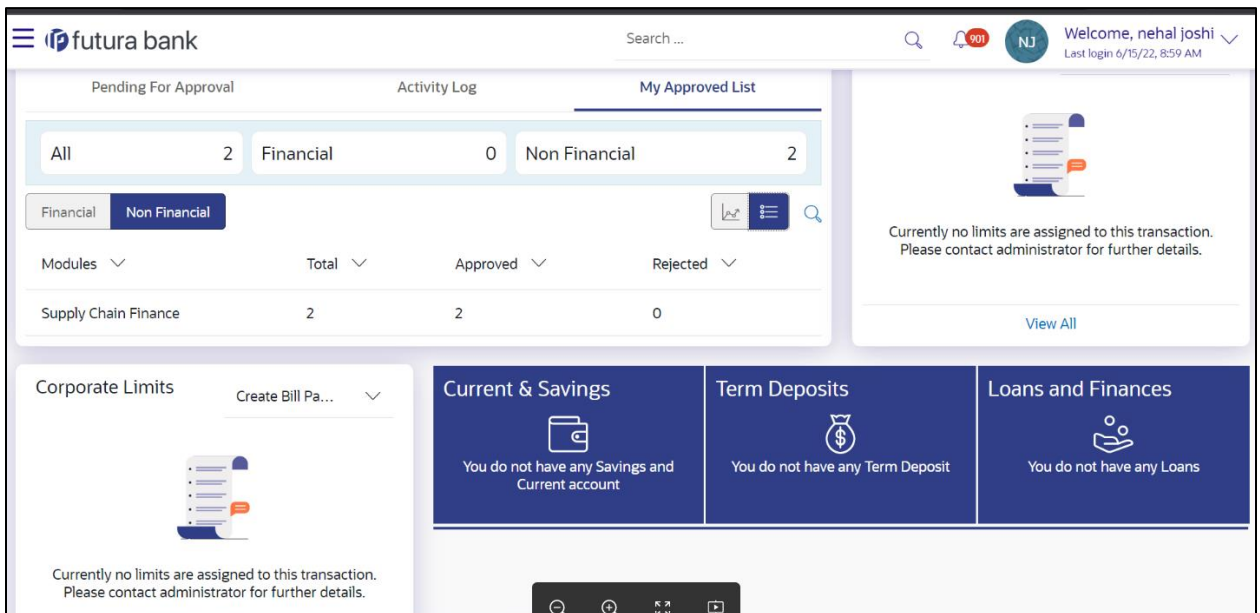 futura bank
Search ...
901
NJ
Welcome, nehal joshi
Last login 6/15/22, 8:59 AM
Pending For Approval
Activity Log
My Approved List
All 2
Financial 0
Non Financial 2
Financial
Non Financial
Modules Total Approved Rejected
Supply Chain Finance 2 2 0
Currently no limits are assigned to this transaction.
Please contact administrator for further details.
View All
Corporate Limits
Create Bill Pa...
Currently no limits are assigned to this transaction.
Please contact administrator for further details.
Current & Savings
You do not have any Savings and
Current account
Term Deposits
You do not have any Term Deposit
Loans and Finances
You do not have any Loans